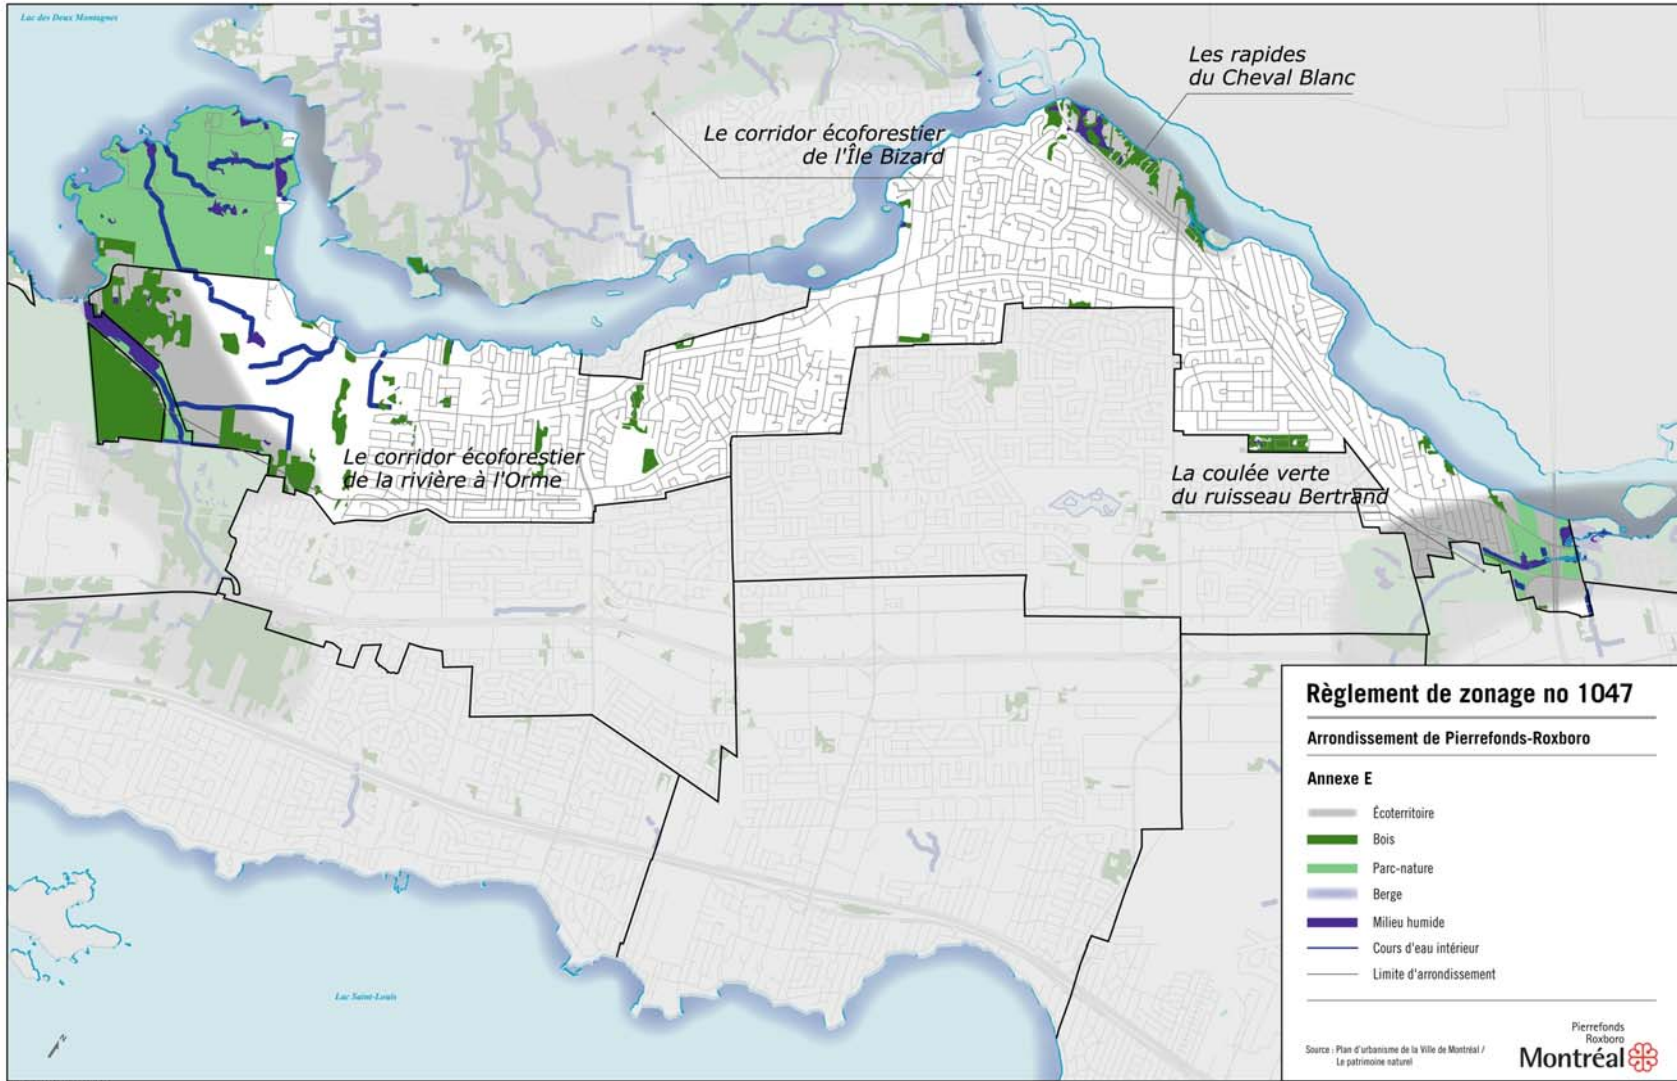 Lac des Deux Montagnes
Les rapides
du Cheval Blanc
Le corridor écoforestier
de l'Île Bizard
Le corridor écoforestier
de la rivière à l'Orme
La coulée verte
du ruisseau Bertrand
Lac Saint-Louis
N
Règlement de zonage no 1047
Arrondissement de Pierrefonds-Roxboro
Annexe E
Écoterritoire
Bois
Parc-nature
Berge
Milieu humide
Cours d'eau intérieur
Limite d'arrondissement
Source : Plan d'urbanisme de la Ville de Montréal /
Le patrimoine naturel
Pierrefonds
Roxboro
Montréal